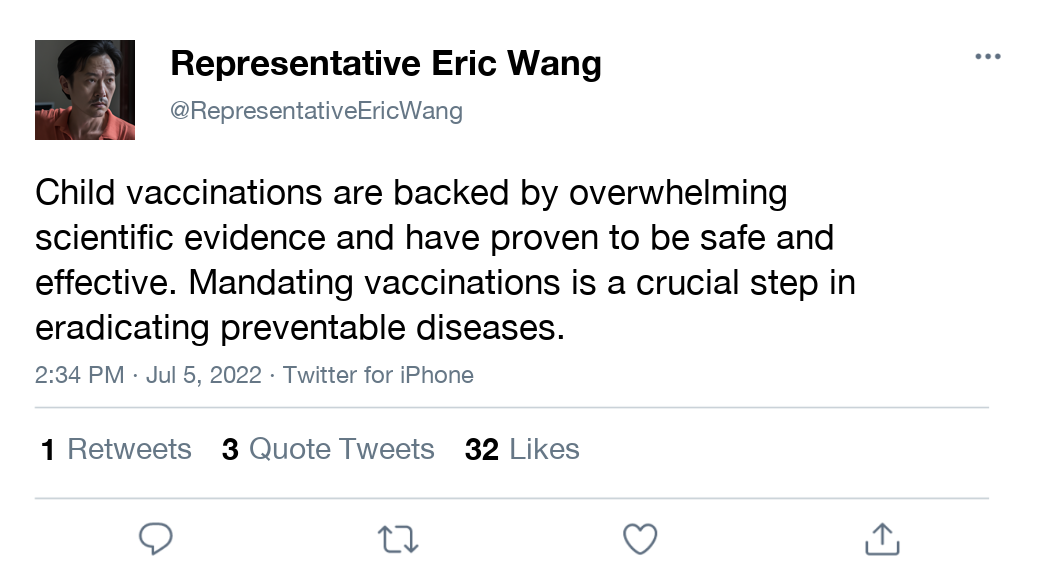 Representative Eric Wang
@RepresentativeEricWang
Child vaccinations are backed by overwhelming
scientific evidence and have proven to be safe and
effective. Mandating vaccinations is a crucial step in
eradicating preventable diseases.
2:34 PM · Jul 5, 2022 · Twitter for iPhone
1 Retweets 3 Quote Tweets 32 Likes